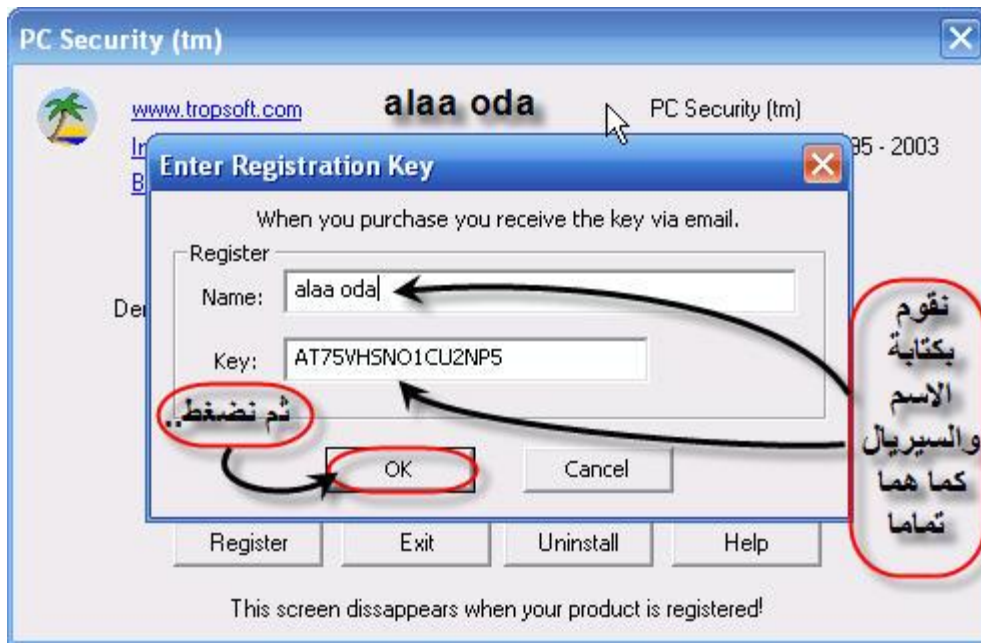 PC Security (tm)
www.tropsoft.com
alaa oda
PC Security (tm)
95 - 2003
Enter Registration Key
When you purchase you receive the key via email.
Register
Name:
alaa oda
Key:
AT75VHSNO1CU2NP5
نقوم
بكتابة
الاسم
والسيريال
كما هما
تماما
ثم نضغط..
OK
Cancel
Register
Exit
Uninstall
Help
This screen dissappears when your product is registered!